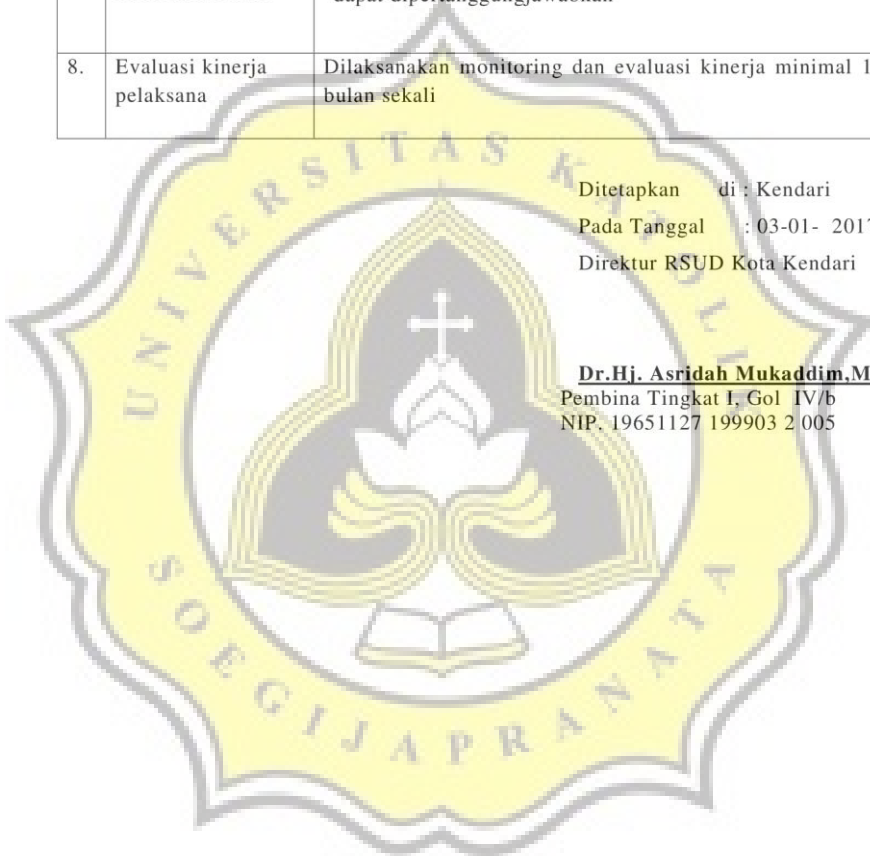 dapat dipertanggungjawabkan
8. Evaluasi kinerja pelaksana
Dilaksanakan monitoring dan evaluasi kinerja minimal 1
bulan sekali
Ditetapkan di : Kendari
Pada Tanggal : 03-01- 2017
Direktur RSUD Kota Kendari
Dr.Hj. Asridah Mukaddim,M
Pembina Tingkat I, Gol IV/b
NIP. 19651127 199903 2 005
UNIVERSITAS KATOLIK
SOEGIJAPRANATA